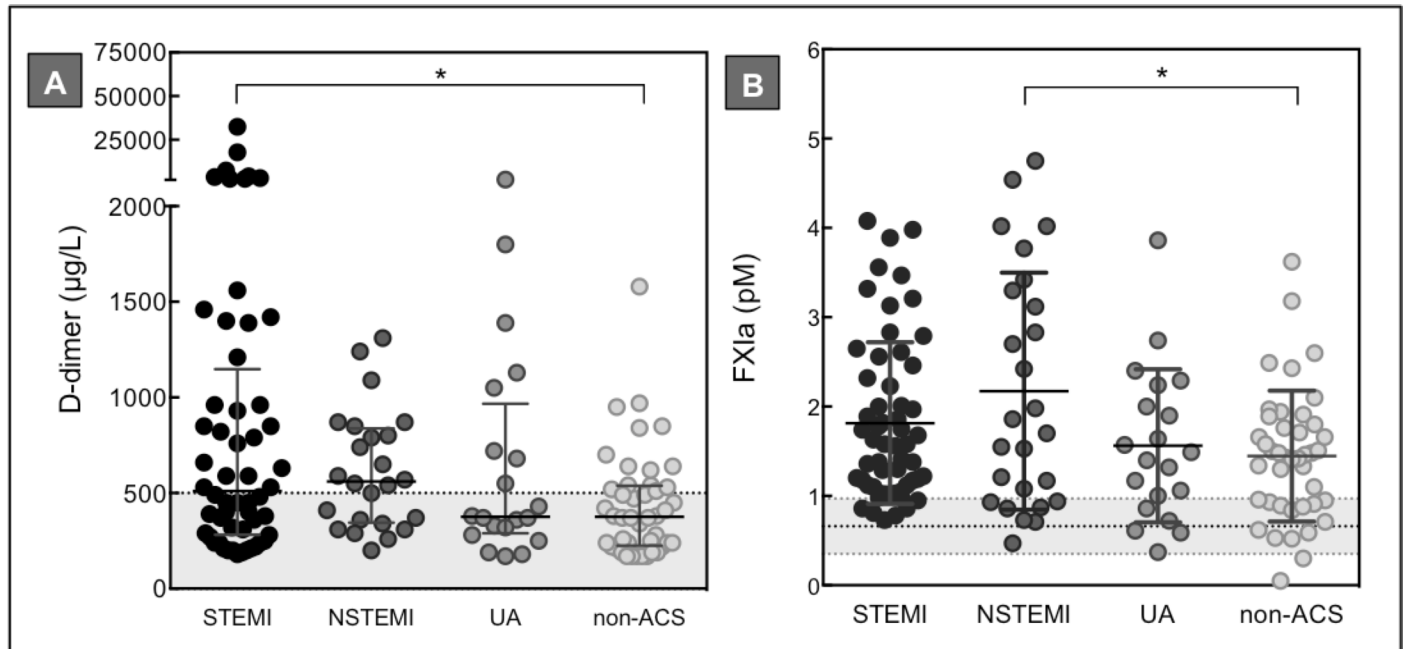 A
75000
50000
25000
2000
1500
1000
500
0
D-dimer (µg/L)
*
STEMI NSTEMI UA non-ACS
B
6
5
4
3
2
1
0
FXIa (pM)
*
STEMI NSTEMI UA non-ACS